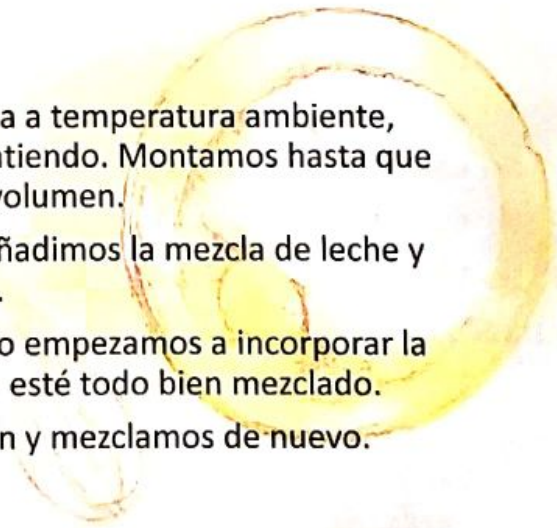 a a temperatura ambiente,
atiendo. Montamos hasta que
volumen.
ñadimos la mezcla de leche y
.
o empezamos a incorporar la
esté todo bien mezclado.
n y mezclamos de nuevo.